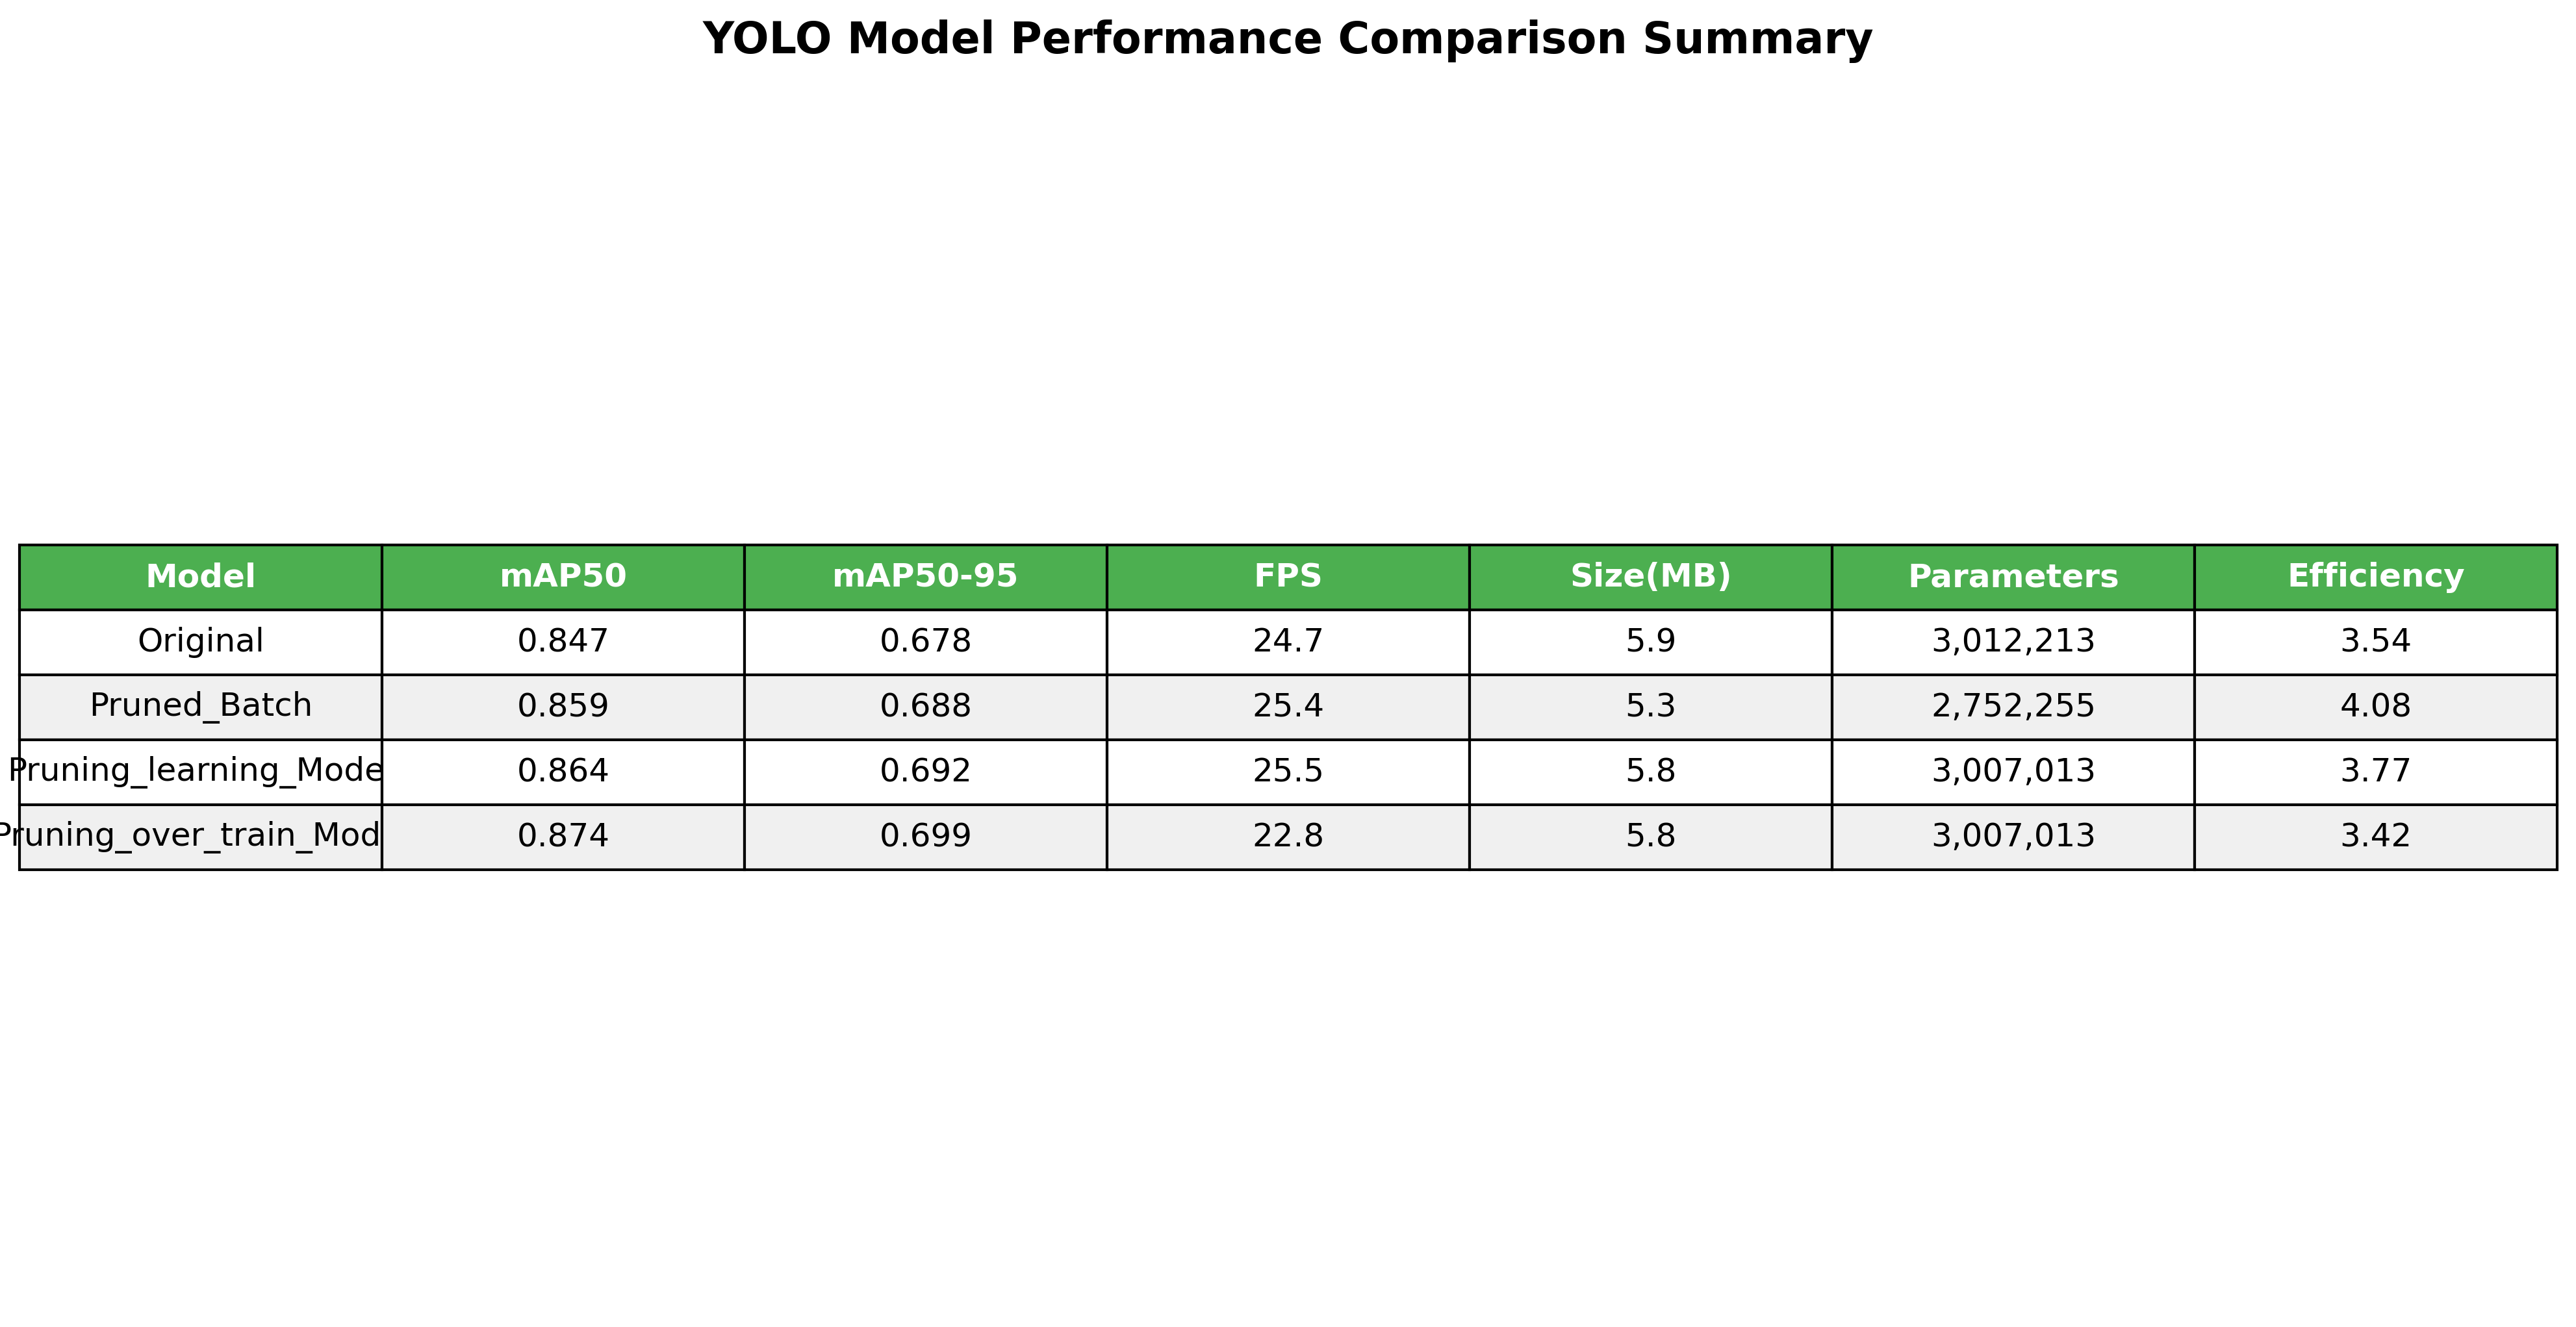 YOLO Model Performance Comparison Summary
Model mAP50 mAP50-95 FPS Size(MB) Parameters Efficiency
Original 0.847 0.678 24.7 5.9 3,012,213 3.54
Pruned_Batch 0.859 0.688 25.4 5.3 2,752,255 4.08
Pruning_learning_Mode 0.864 0.692 25.5 5.8 3,007,013 3.77
Pruning_over_train_Mod 0.874 0.699 22.8 5.8 3,007,013 3.42